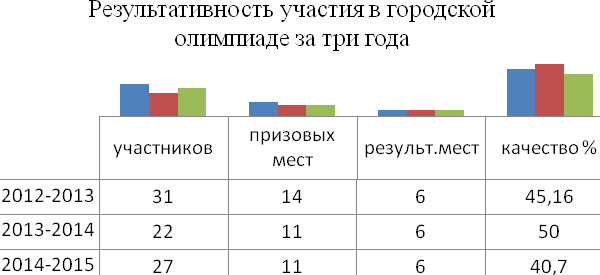 Результативность участия в городской
олимпиаде за три года
участников призовых мест результ.мест качество %
2012-2013 31 14 6 45,16
2013-2014 22 11 6 50
2014-2015 27 11 6 40,7